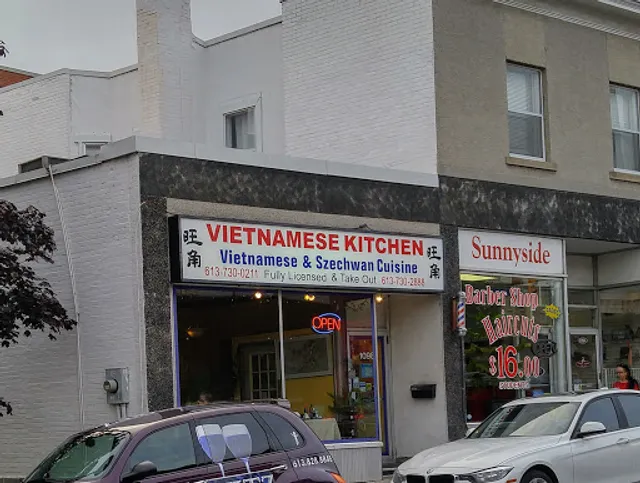 VIETNAMESE KITCHEN
Vietnamese & Szechwan Cuisine
613-730-0211 Fully Licensed & Take Out 613-730-2888
旺角
旺角
OPEN
Sunnyside
Barber Shop
Haircuts
$16.00